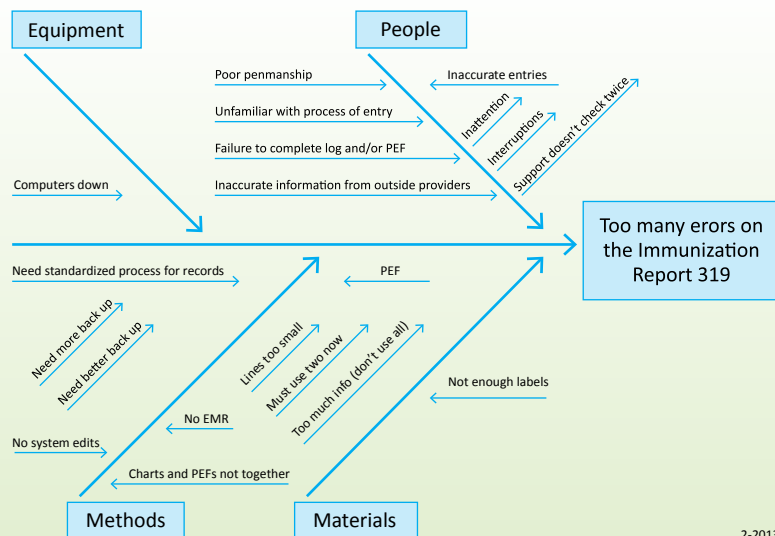 Equipment
People
Poor penmanship
Inaccurate entries
Unfamiliar with process of entry
Inattention
Interruptions
Support doesn't check twice
Failure to complete log and/or PEF
Computers down
Inaccurate information from outside providers
Too many erors on
the Immunization
Report 319
Need standardized process for records
PEF
Need more back up
Need better back up
Lines too small
Must use two now
Too much info (don't use all)
Not enough labels
No EMR
No system edits
Charts and PEFs not together
Methods
Materials